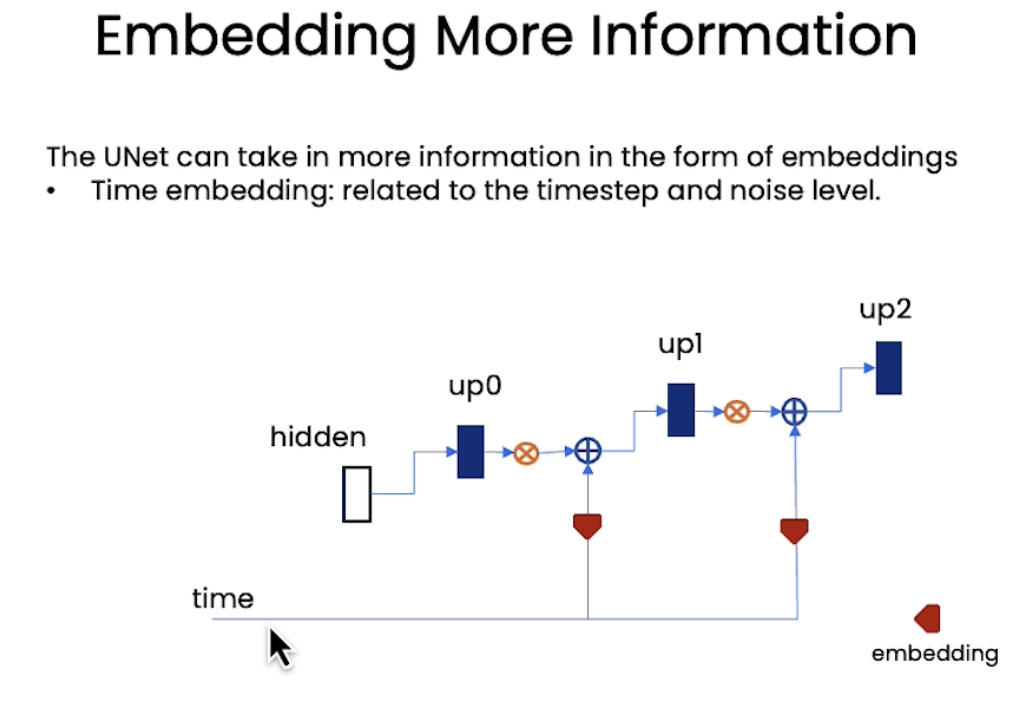 Embedding More Information
The UNet can take in more information in the form of embeddings
• Time embedding: related to the timestep and noise level.
up2
up1
up0
hidden
time
embedding